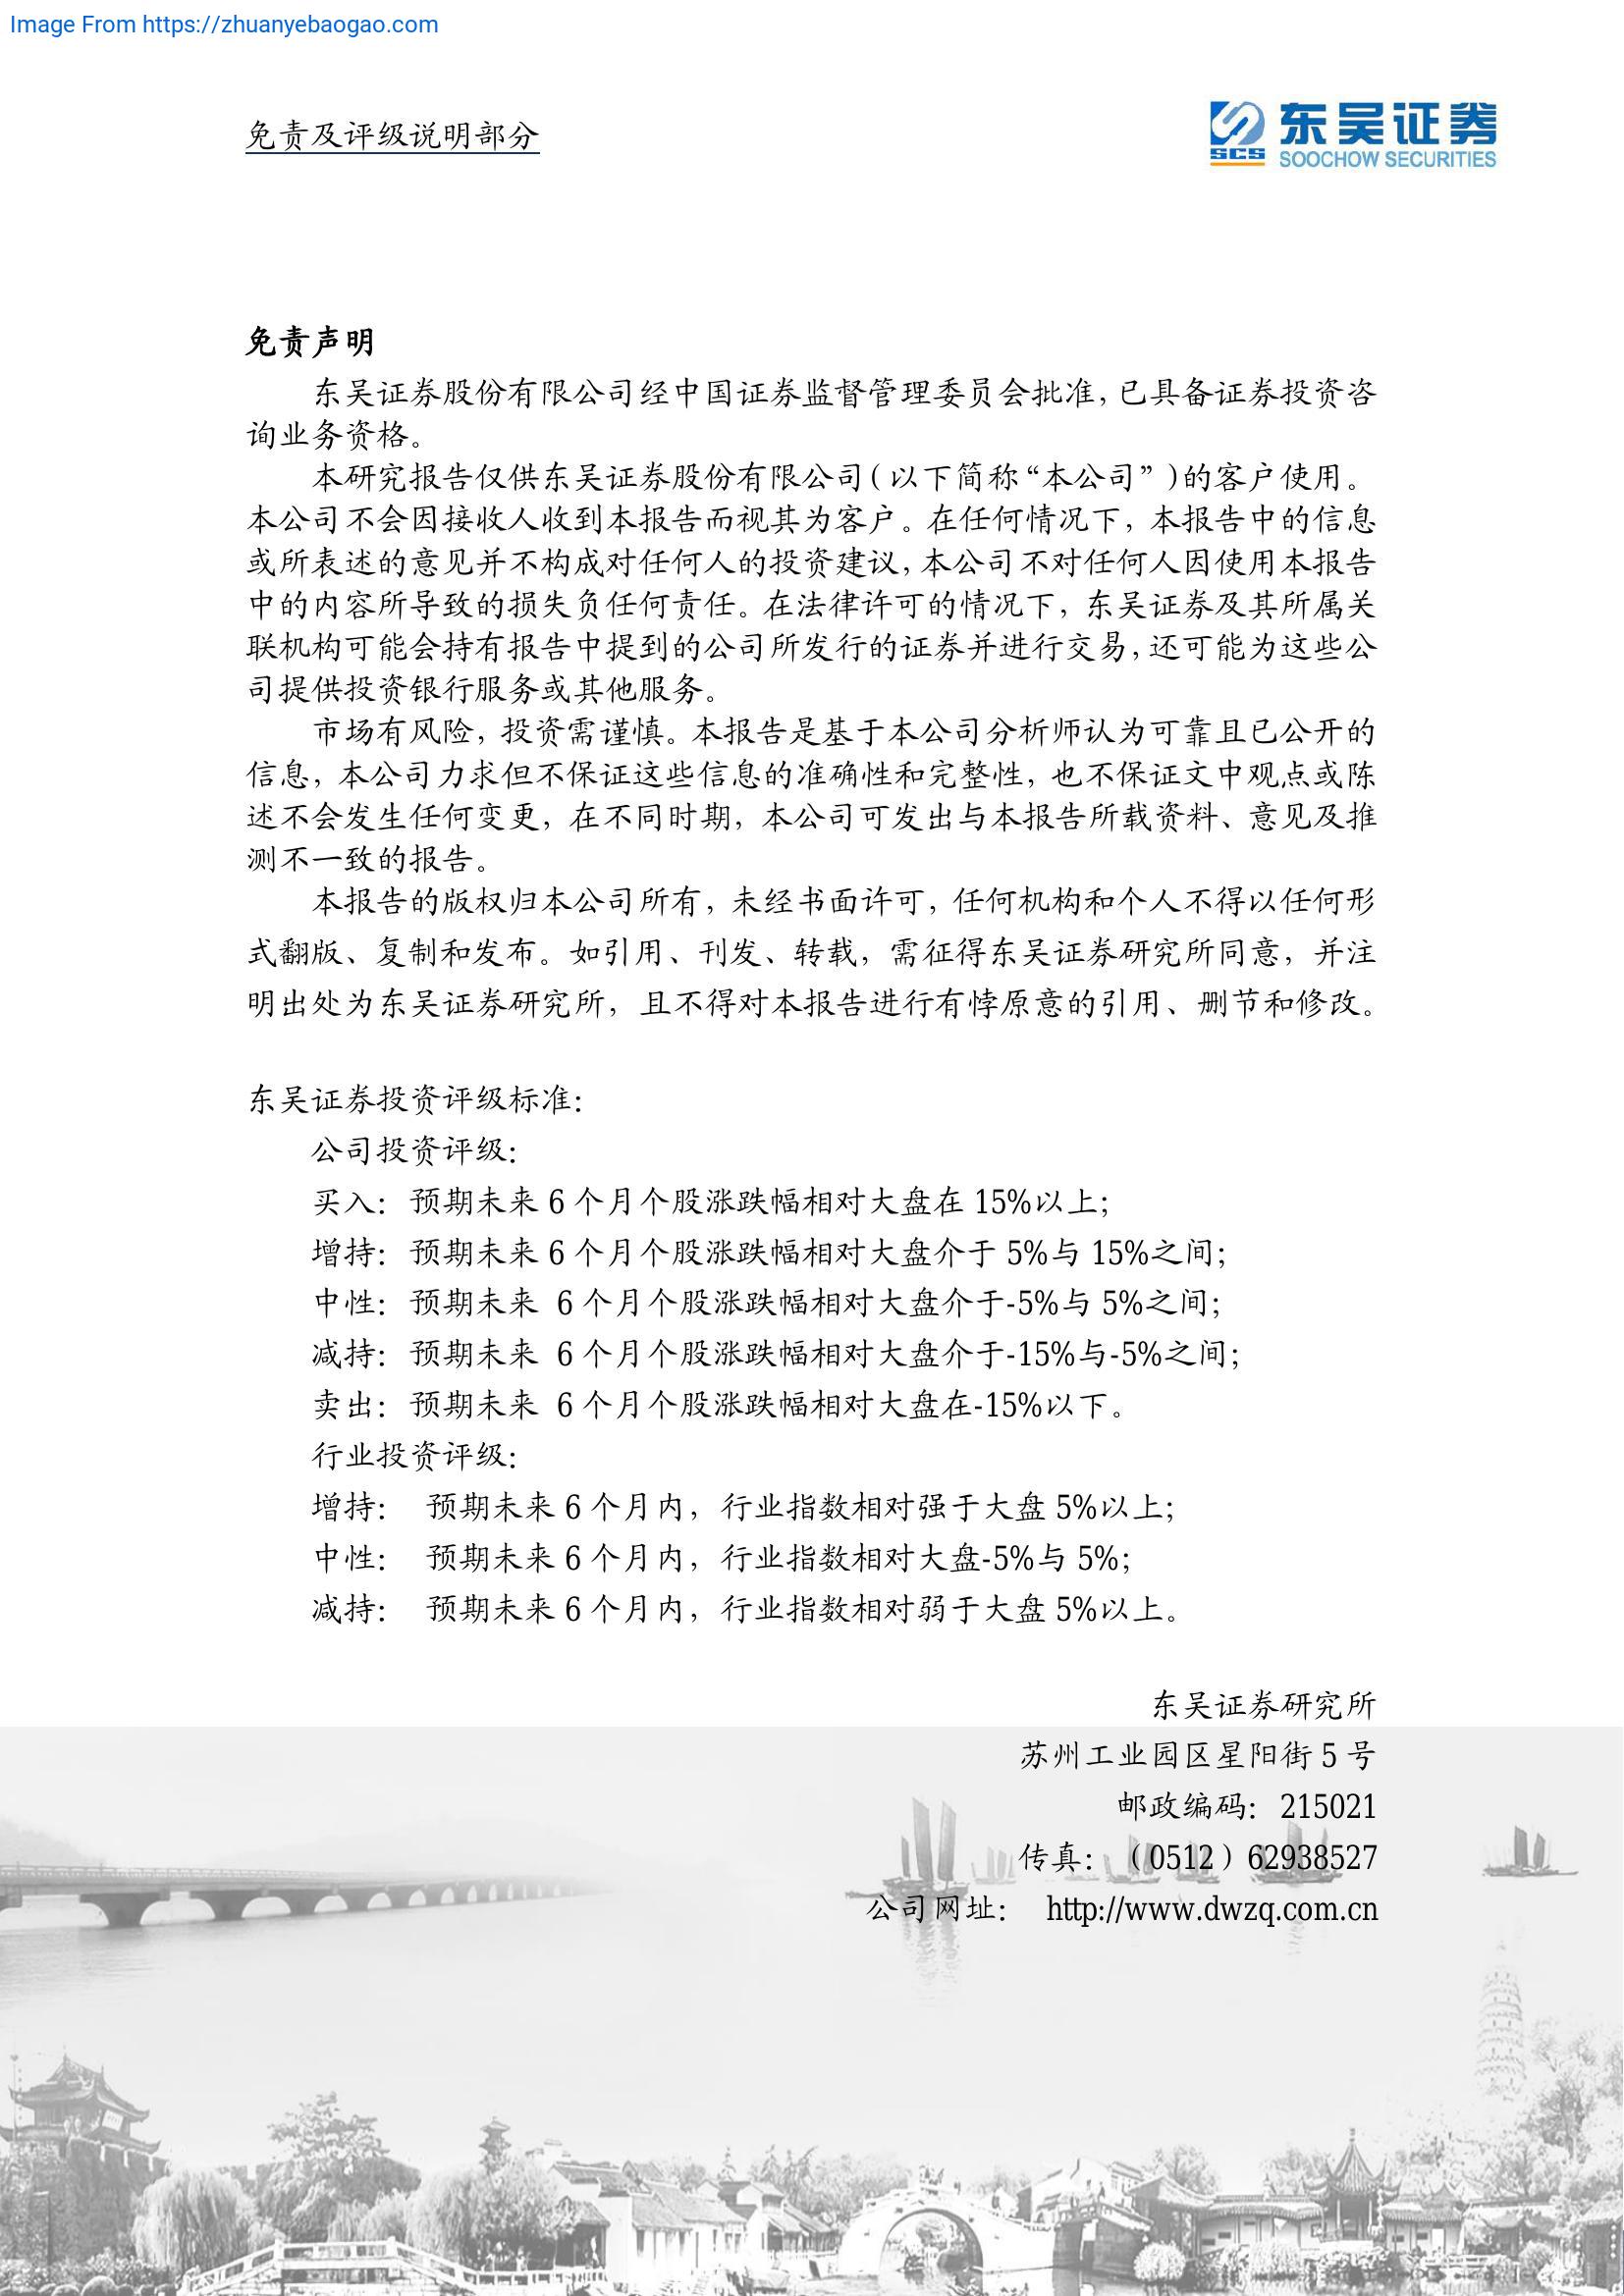 Image From https://zhuanyebaogao.com
免责及评级说明部分
东吴证券
SCS
SOOCHOW SECURITIES
免责声明
东吴证券股份有限公司经中国证券监督管理委员会批准,已具备证券投资咨
询业务资格。
本研究报告仅供东吴证券股份有限公司(以下简称“本公司”)的客户使用。
本公司不会因接收人收到本报告而视其为客户。在任何情况下，本报告中的信息
或所表述的意见并不构成对任何人的投资建议,本公司不对任何人因使用本报告
中的内容所导致的损失负任何责任。在法律许可的情况下，东吴证券及其所属关
联机构可能会持有报告中提到的公司所发行的证券并进行交易,还可能为这些公
司提供投资银行服务或其他服务。
市场有风险，投资需谨慎。本报告是基于本公司分析师认为可靠且已公开的
信息，本公司力求但不保证这些信息的准确性和完整性，也不保证文中观点或陈
述不会发生任何变更，在不同时期，本公司可发出与本报告所载资料、意见及推
测不一致的报告。
本报告的版权归本公司所有，未经书面许可，任何机构和个人不得以任何形
式翻版、复制和发布。如引用、刊发、转载，需征得东吴证券研究所同意，并注
明出处为东吴证券研究所，且不得对本报告进行有悖原意的引用、删节和修改。
东吴证券投资评级标准：
公司投资评级：
买入：预期未来 6 个月个股涨跌幅相对大盘在 15%以上；
增持：预期未来 6 个月个股涨跌幅相对大盘介于 5%与 15%之间；
中性：预期未来 6 个月个股涨跌幅相对大盘介于-5%与 5%之间；
减持：预期未来 6 个月个股涨跌幅相对大盘介于-15%与-5%之间；
卖出：预期未来 6 个月个股涨跌幅相对大盘在-15%以下。
行业投资评级：
增持： 预期未来 6 个月内，行业指数相对强于大盘 5%以上；
中性： 预期未来 6 个月内，行业指数相对大盘-5%与 5%；
减持： 预期未来 6 个月内，行业指数相对弱于大盘 5%以上。
东吴证券研究所
苏州工业园区星阳街 5 号
邮政编码：215021
传真：（0512）62938527
公司网址： http://www.dwzq.com.cn